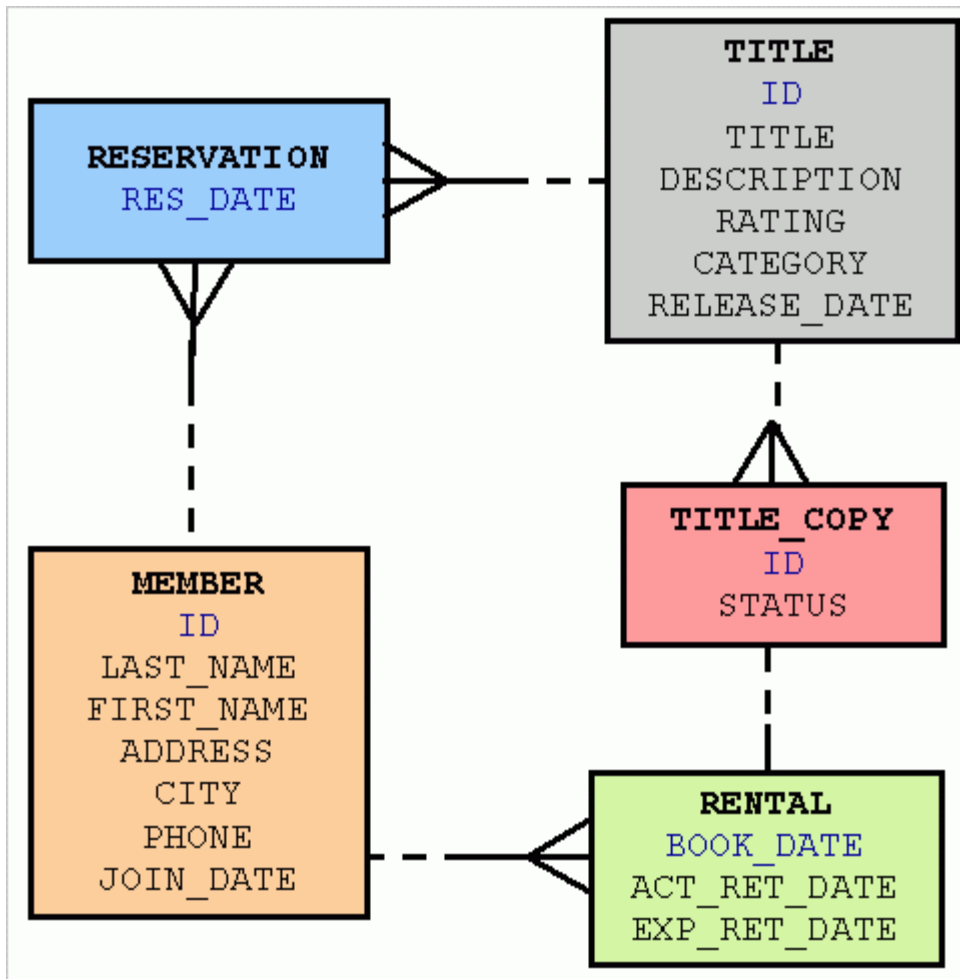 TITLE
ID
TITLE
DESCRIPTION
RATING
CATEGORY
RELEASE_DATE
RESERVATION
RES_DATE
TITLE_COPY
ID
STATUS
MEMBER
ID
LAST_NAME
FIRST_NAME
ADDRESS
CITY
PHONE
JOIN_DATE
RENTAL
BOOK_DATE
ACT_RET_DATE
EXP_RET_DATE